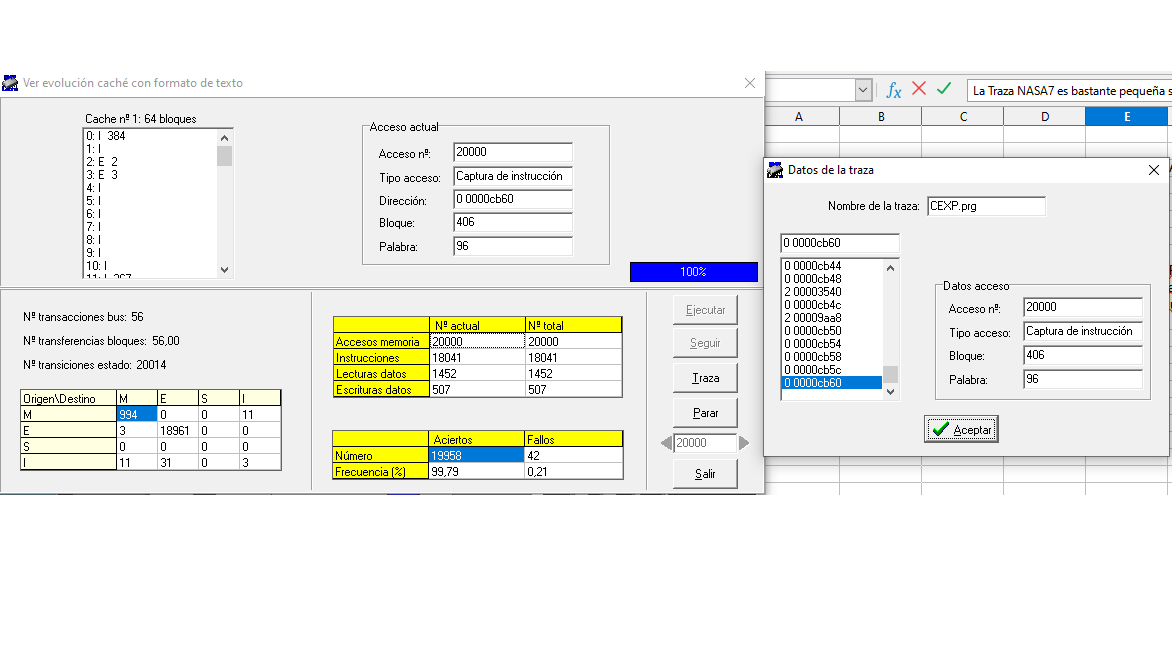 Ver evolución caché con formato de texto
Cache nº 1: 64 bloques
0: I 384
1: I
2: E 2
3: E 3
4: I
5: I
6: I
7: I
8: I
9: I
10: I
Acceso actual
Acceso nº: 20000
Tipo acceso: Captura de instrucción
Dirección: 0 0000cb60
Bloque: 406
Palabra: 96
100%
Nº transacciones bus: 56
Nº transferencias bloques: 56,00
Nº transiciones estado: 20014
Origen\Destino M E S I
M 994 0 0 11
E 3 18961 0 0
S 0 0 0 0
I 11 31 0 3
Nº actual Nº total
Accesos memoria 20000 20000
Instrucciones 18041 18041
Lecturas datos 1452 1452
Escrituras datos 507 507
Aciertos Fallos
Número 19958 42
Frecuencia (%) 99,79 0,21
Ejecutar
Seguir
Traza
Parar
20000
Salir
fx La Traza NASA7 es bastante pequeña s
A B C D E
Datos de la traza
Nombre de la traza: CEXP.prg
0 0000cb60
0 0000cb44
0 0000cb48
2 00003540
0 0000cb4c
2 00009aa8
0 0000cb50
0 0000cb54
0 0000cb58
0 0000cb5c
0 0000cb60
Datos acceso
Acceso nº: 20000
Tipo acceso: Captura de instrucción
Bloque: 406
Palabra: 96
Aceptar